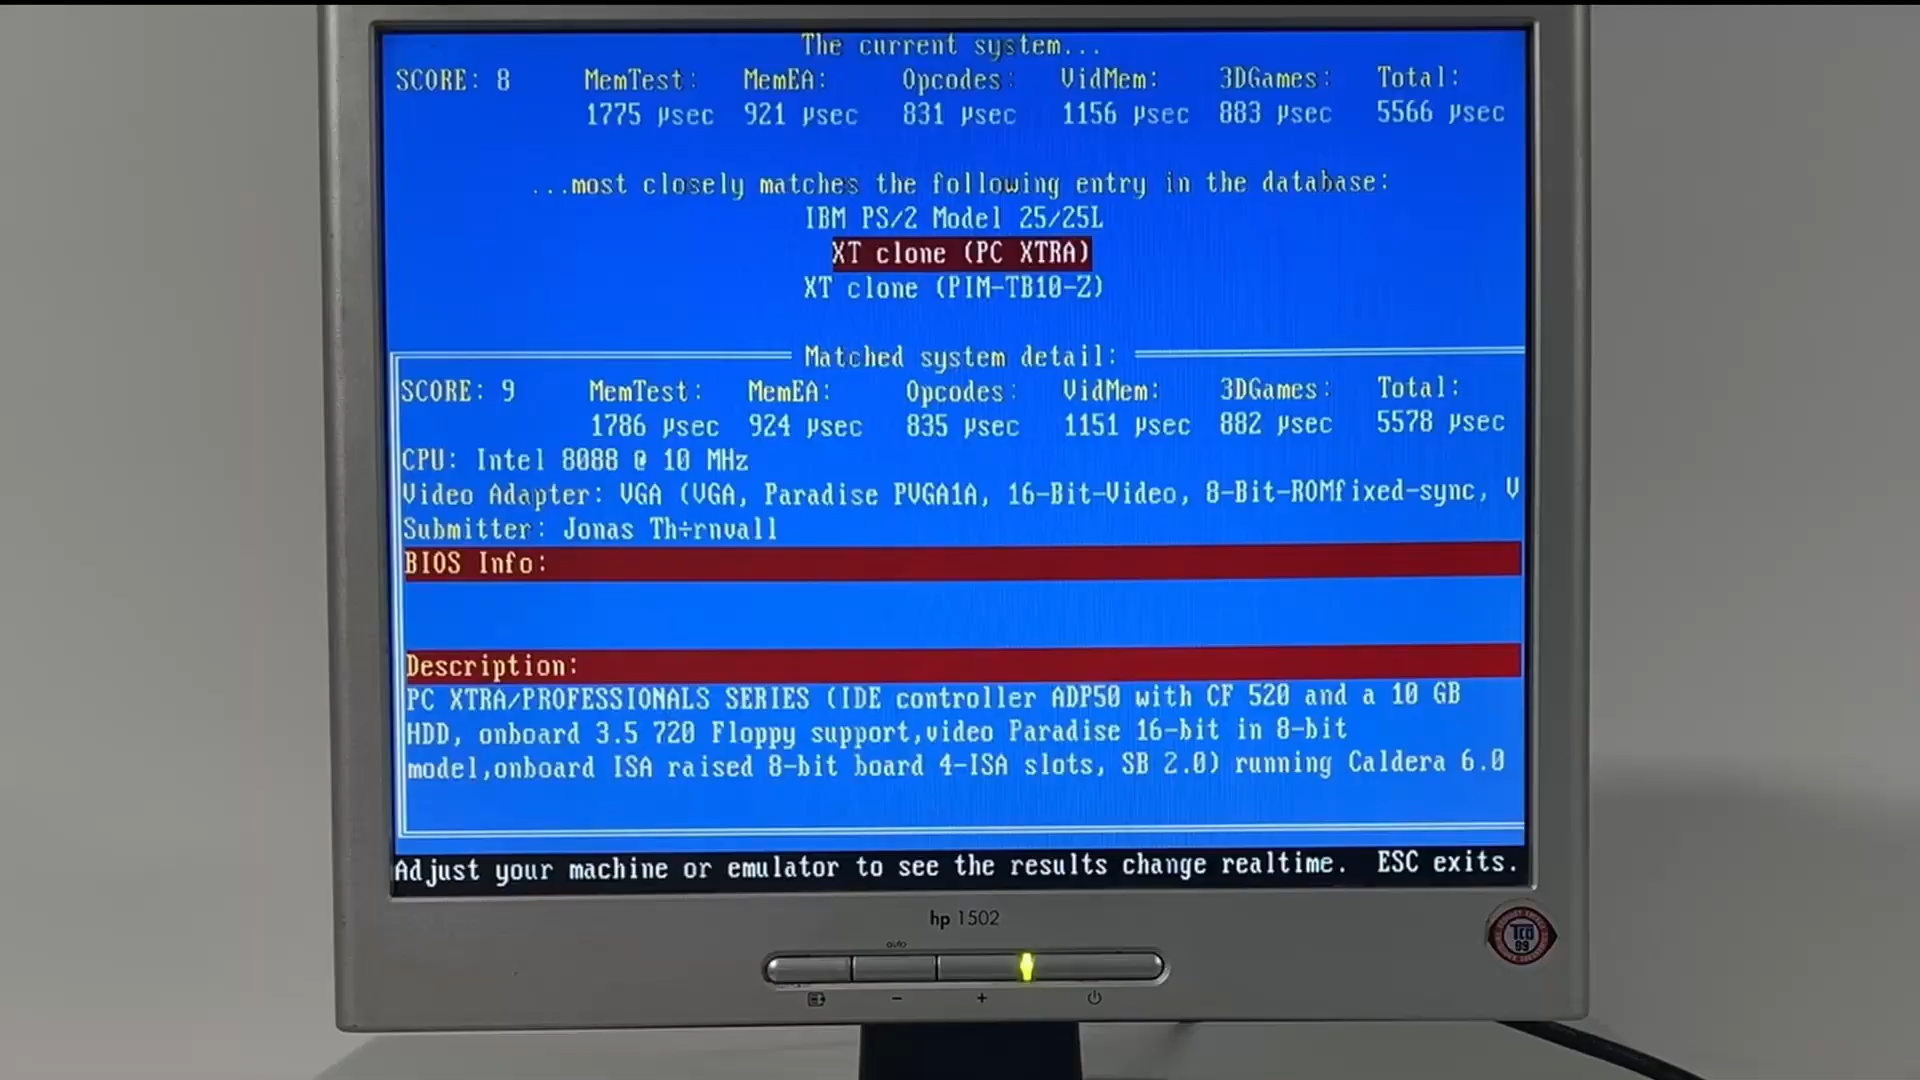 The current system...
SCORE: 8 MemTest: MemEA: Opcodes: VidMem: 3DGames: Total:
1775 µsec 921 µsec 831 µsec 1156 µsec 883 µsec 5566 µsec
...most closely matches the following entry in the database:
IBM PS/2 Model 25/25L
XT clone (PC XTRA)
XT clone (PIM-TB10-Z)
Matched system detail:
SCORE: 9 MemTest: MemEA: Opcodes: VidMem: 3DGames: Total:
1786 µsec 924 µsec 835 µsec 1151 µsec 882 µsec 5578 µsec
CPU: Intel 8088 @ 10 MHz
Video Adapter: VGA (VGA, Paradise PVGA1A, 16-Bit-Video, 8-Bit-ROMfixed-sync, V
Submitter: Jonas Th÷rnvall
BIOS Info:
Description:
PC XTRA/PROFESSIONALS SERIES (IDE controller ADP50 with CF 520 and a 10 GB
HDD, onboard 3.5 720 Floppy support,video Paradise 16-bit in 8-bit
model,onboard ISA raised 8-bit board 4-ISA slots, SB 2.0) running Caldera 6.0
Adjust your machine or emulator to see the results change realtime. ESC exits.
hp 1502
auto
TCO
99
- +